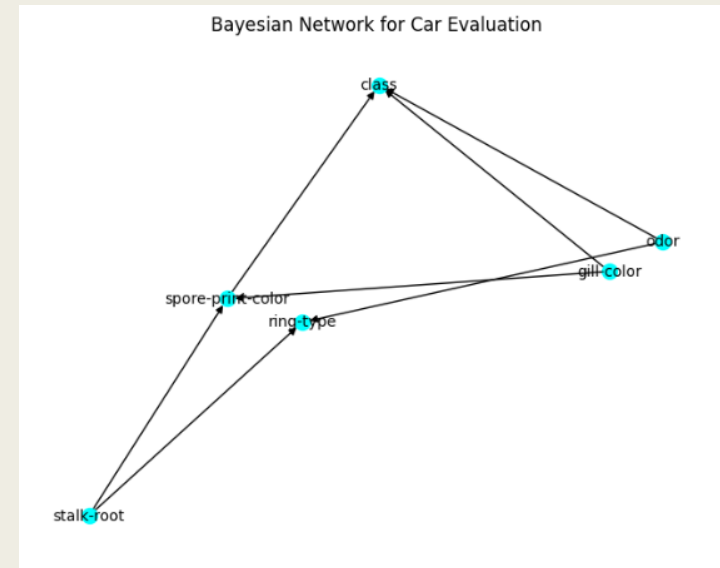 Bayesian Network for Car Evaluation
class
odor
gill-color
spore-print-color
ring-type
stalk-root